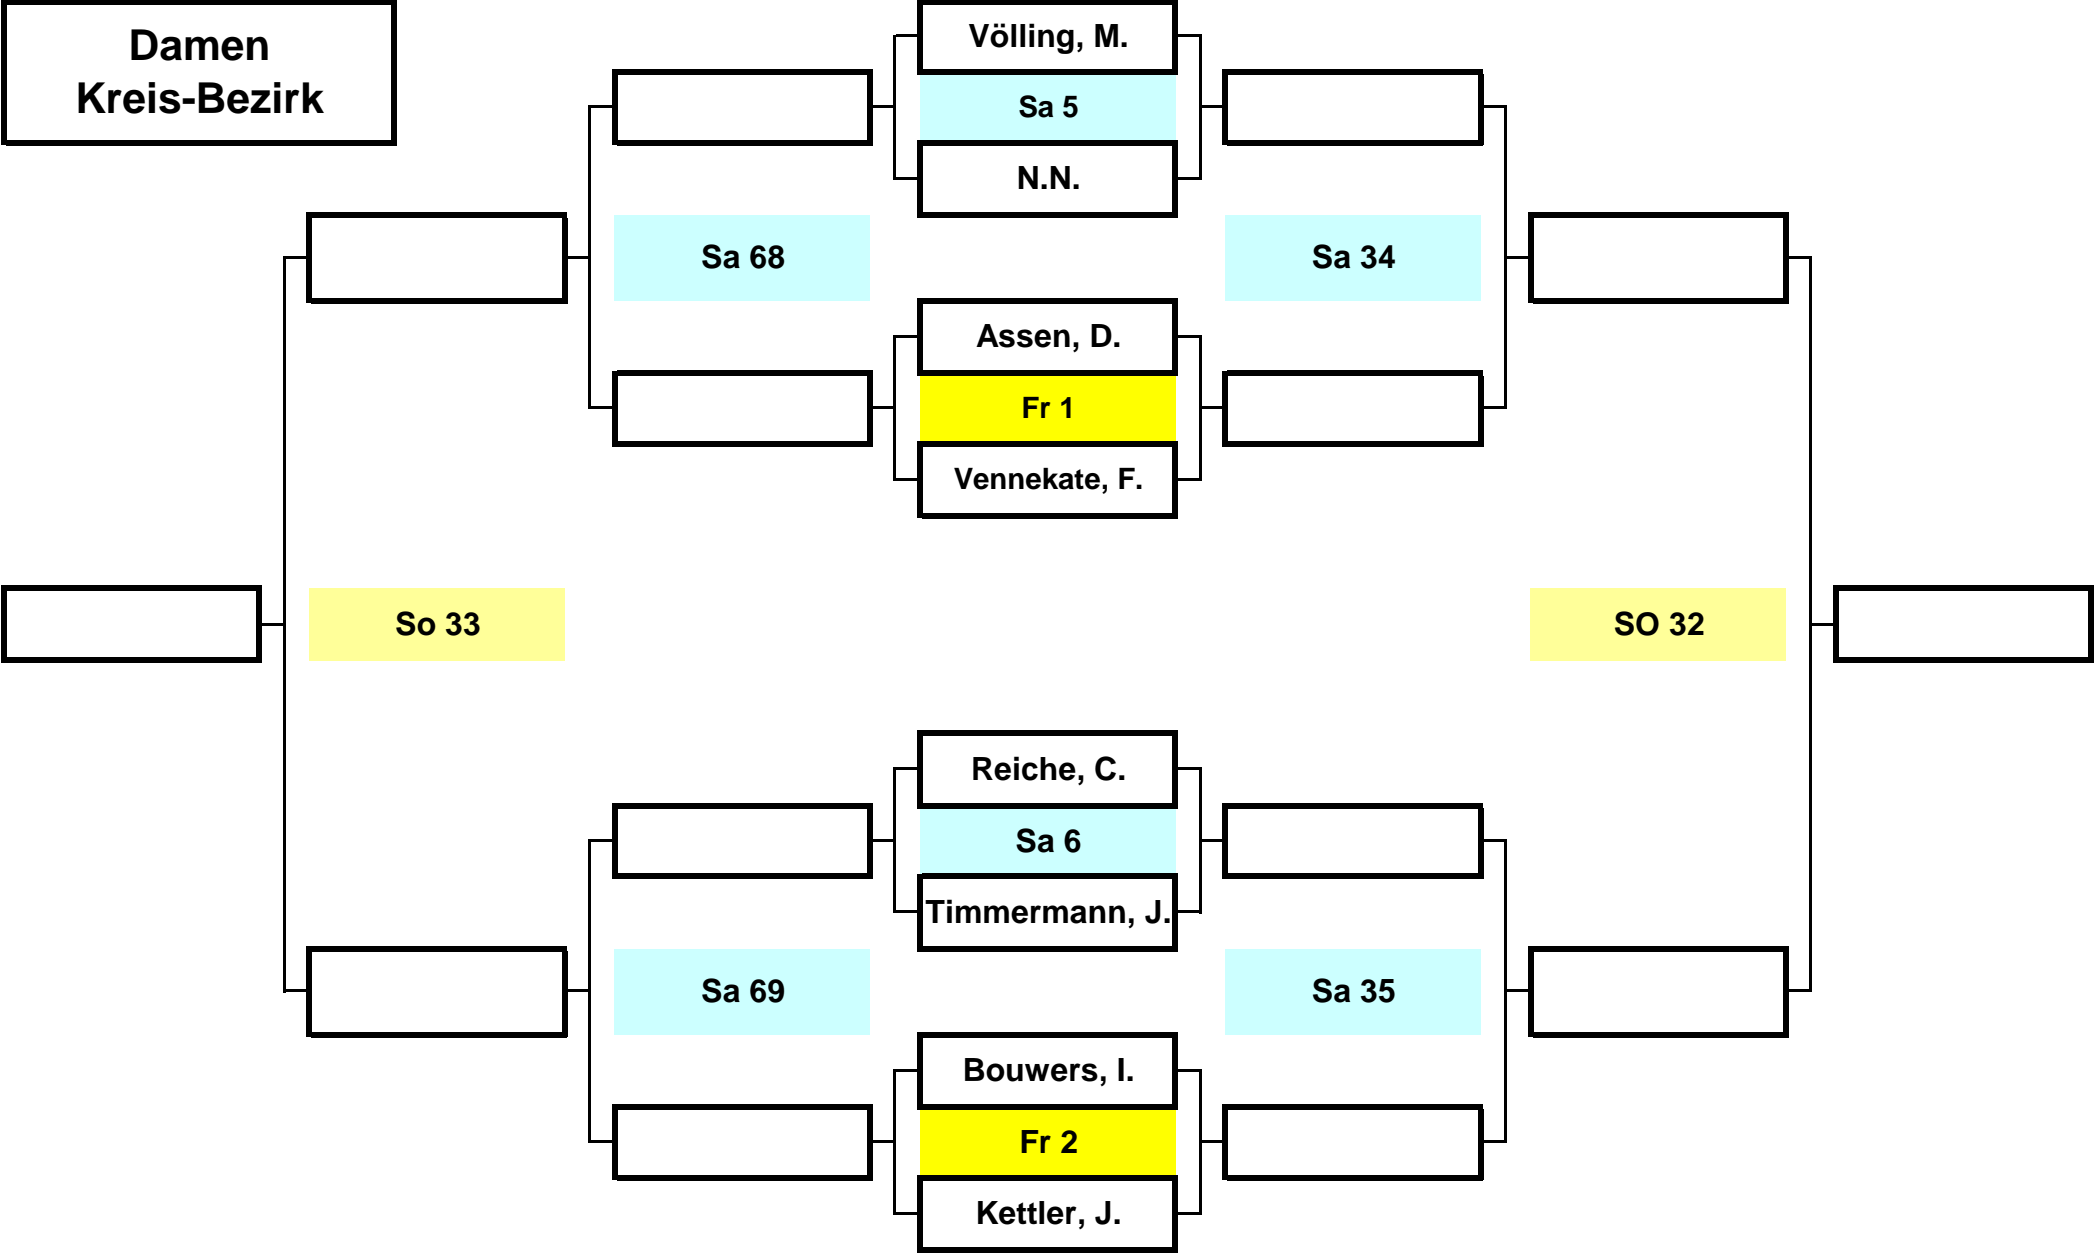 Damen
Kreis-Bezirk
Völling, M.
Sa 5
N.N.
Sa 68
Sa 34
Assen, D.
Fr 1
Vennekate, F.
So 33
SO 32
Reiche, C.
Sa 6
Timmermann, J.
Sa 69
Sa 35
Bouwers, I.
Fr 2
Kettler, J.